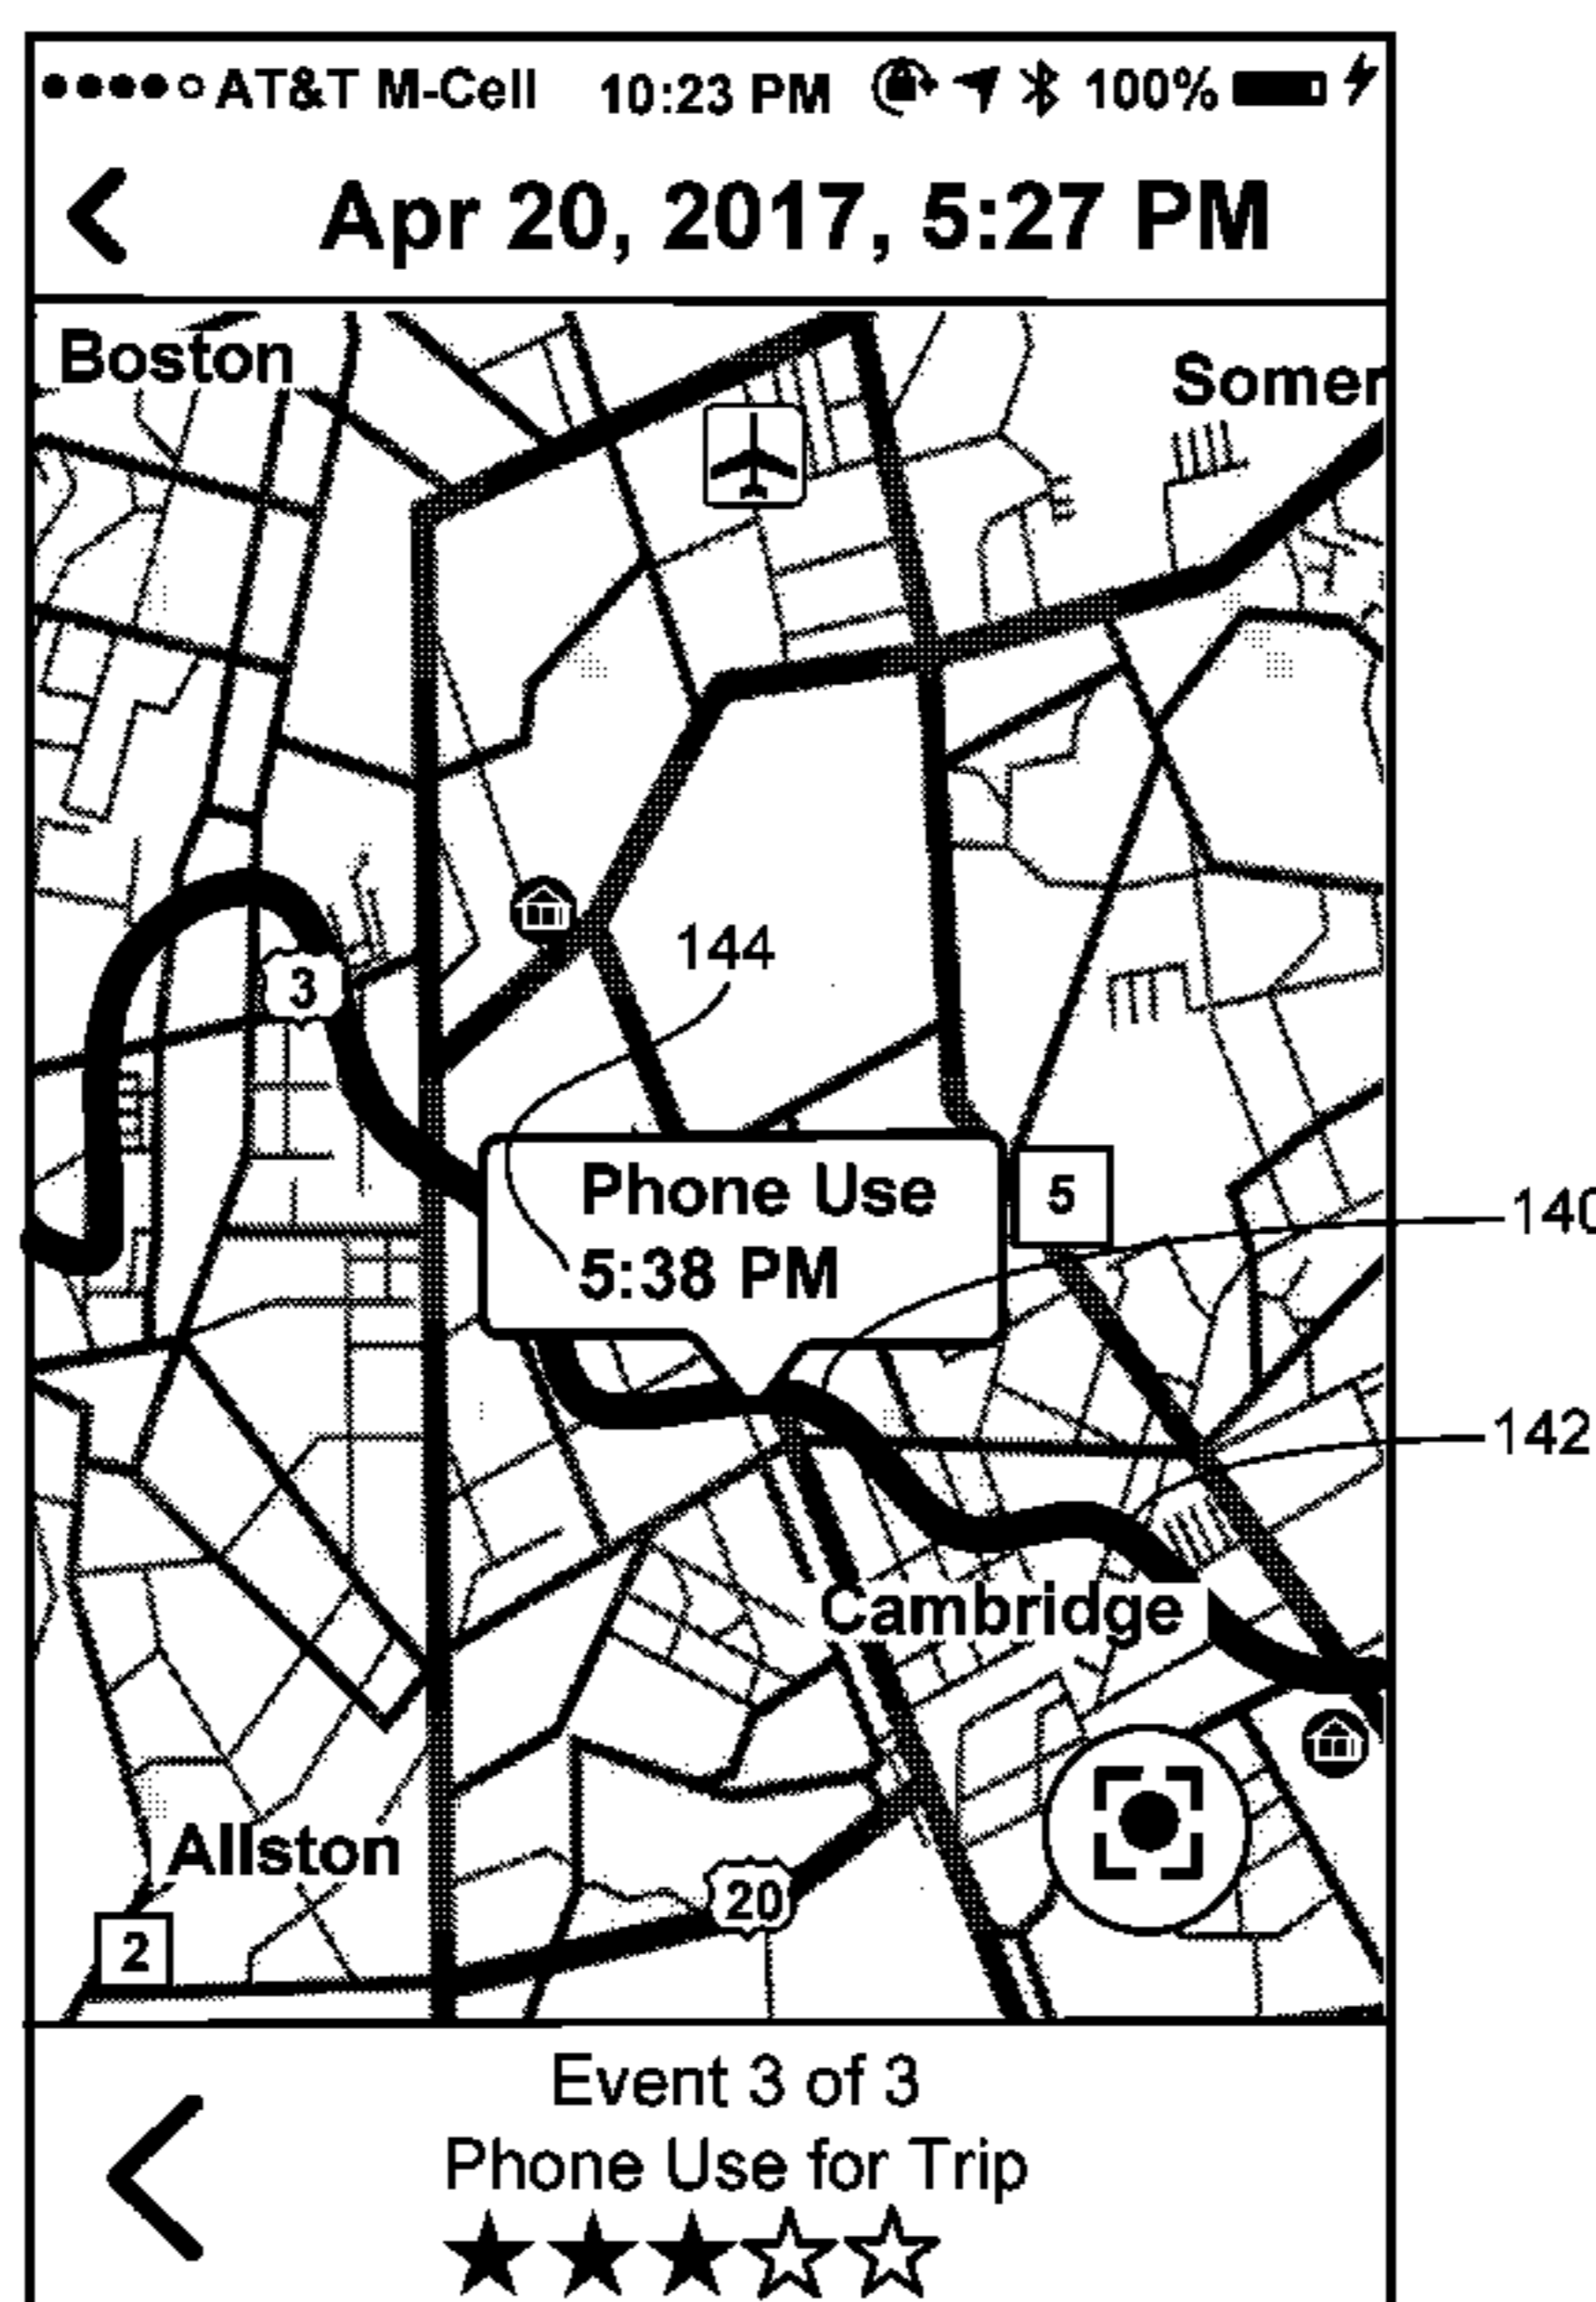 AT&T M-Cell 10:23 PM 100%
Apr 20, 2017, 5:27 PM
Boston
Somer
3
144
Phone Use
5:38 PM
5
140
142
Cambridge
Allston
20
2
Event 3 of 3
Phone Use for Trip